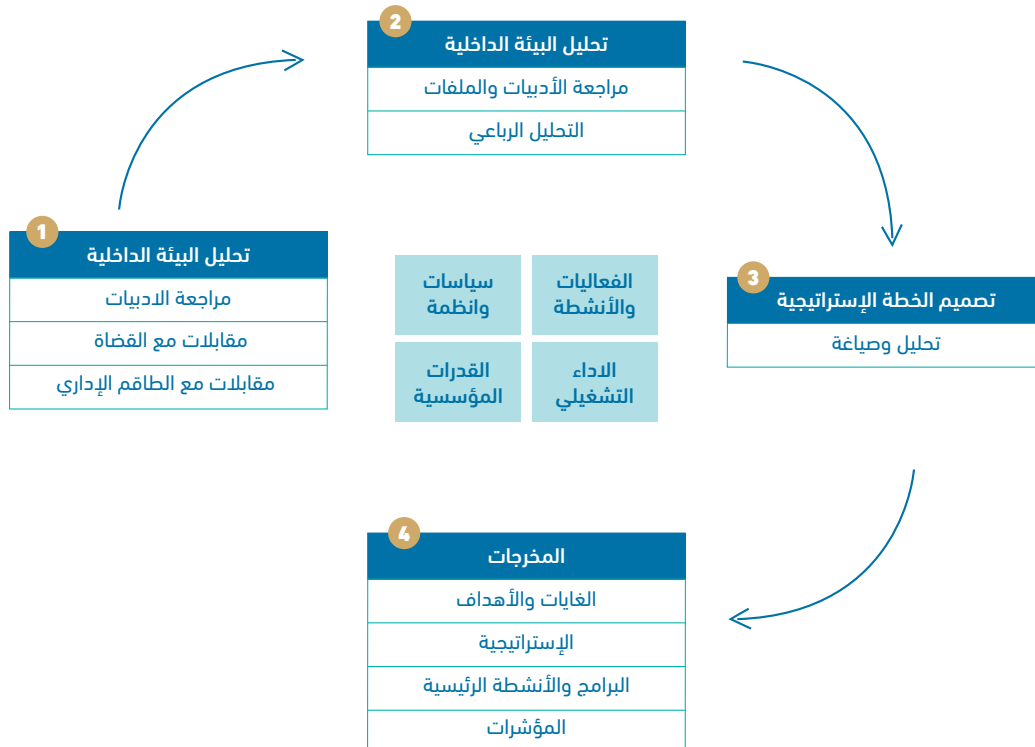 1
تحليل البيئة الداخلية
مراجعة الادبيات
مقابلات مع القضاة
مقابلات مع الطاقم الإداري
2
تحليل البيئة الداخلية
مراجعة الأدبيات والملفات
التحليل الرباعي
3
تصميم الخطة الإستراتيجية
تحليل وصياغة
4
المخرجات
الغايات والأهداف
الإستراتيجية
البرامج والأنشطة الرئيسية
المؤشرات
الفعاليات
والأنشطة
سياسات
وانظمة
الاداء
التشغيلي
القدرات
المؤسسية